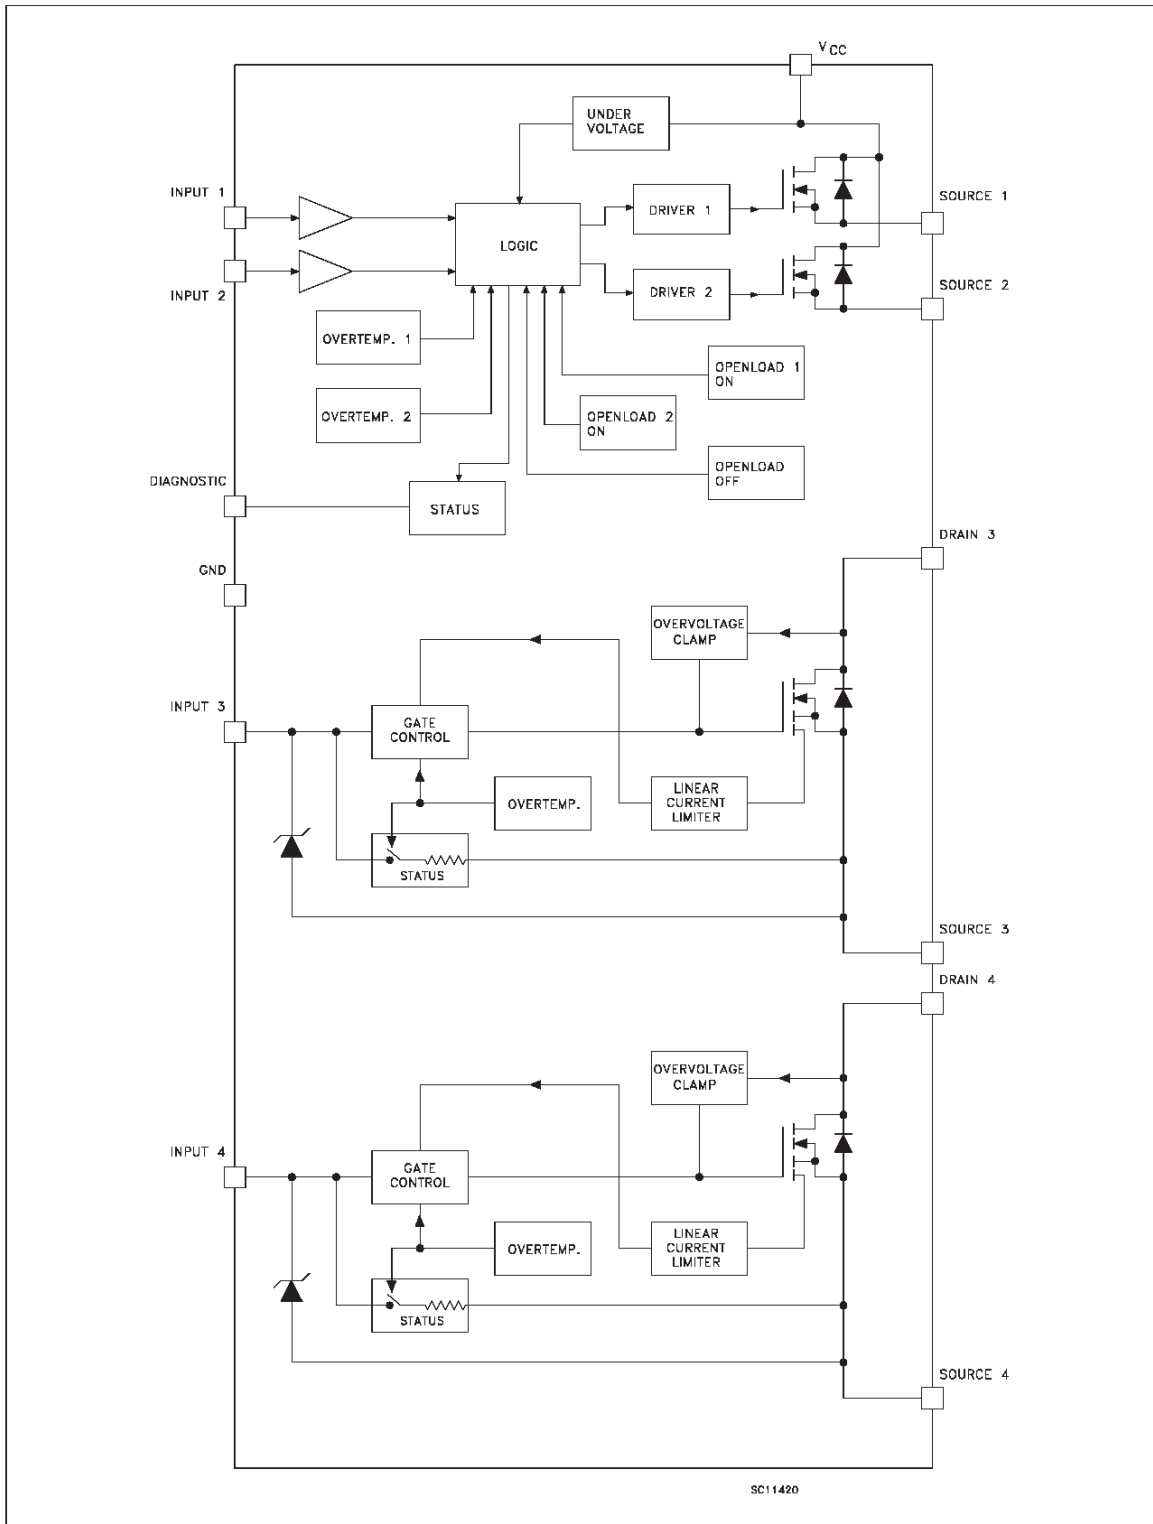 VCC
UNDER
VOLTAGE
INPUT 1
DRIVER 1
SOURCE 1
LOGIC
INPUT 2
DRIVER 2
SOURCE 2
OVERTEMP. 1
OPENLOAD 1
ON
OVERTEMP. 2
OPENLOAD 2
ON
OPENLOAD
OFF
DIAGNOSTIC
STATUS
DRAIN 3
GND
OVERVOLTAGE
CLAMP
INPUT 3
GATE
CONTROL
OVERTEMP.
LINEAR
CURRENT
LIMITER
STATUS
SOURCE 3
DRAIN 4
OVERVOLTAGE
CLAMP
INPUT 4
GATE
CONTROL
OVERTEMP.
LINEAR
CURRENT
LIMITER
STATUS
SOURCE 4
SC11420